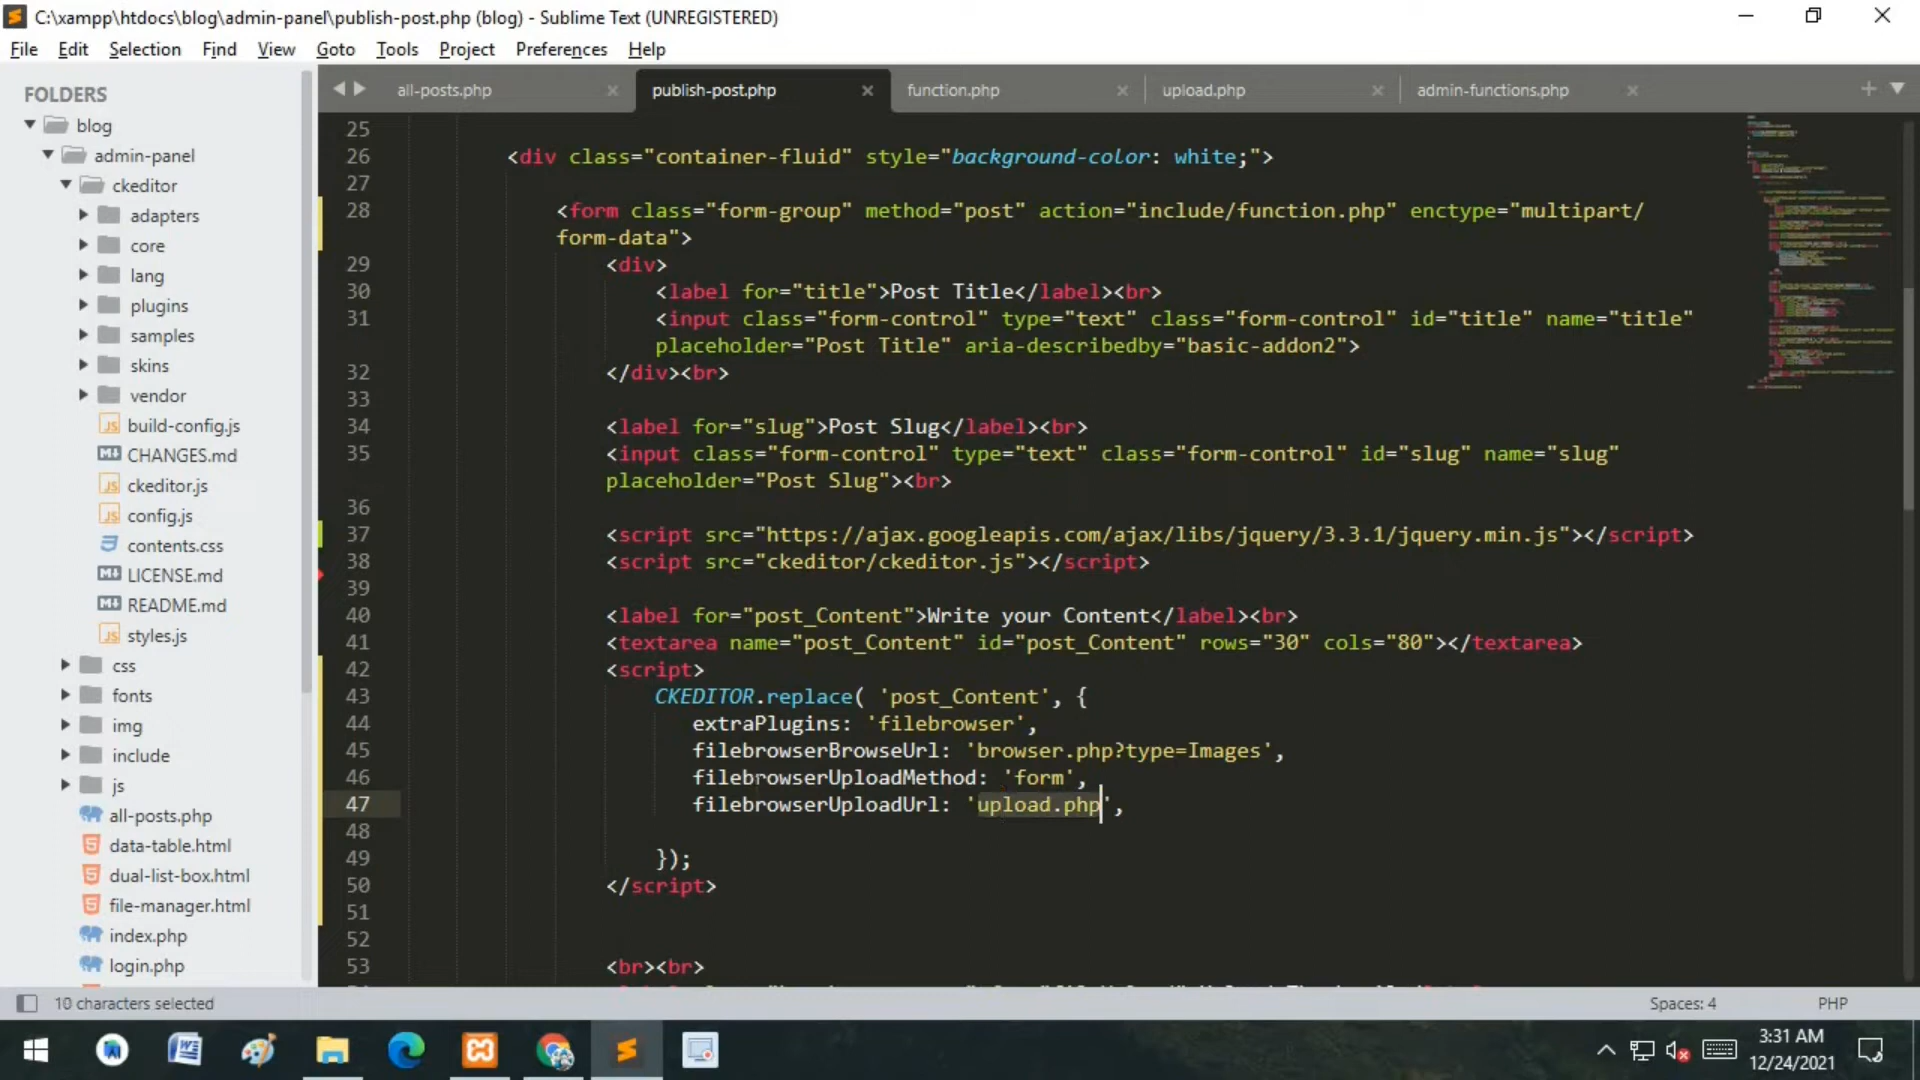 C:\xampp\htdocs\blog\admin-panel\publish-post.php (blog) - Sublime Text (UNREGISTERED)
File Edit Selection Find View Goto Tools Project Preferences Help
FOLDERS
blog
admin-panel
ckeditor
adapters
core
lang
plugins
samples
skins
vendor
build-config.js
CHANGES.md
ckeditor.js
config.js
contents.css
LICENSE.md
README.md
styles.js
css
fonts
img
include
js
all-posts.php
data-table.html
dual-list-box.html
file-manager.html
index.php
login.php
all-posts.php publish-post.php function.php upload.php admin-functions.php
25
26 <div class="container-fluid" style="background-color: white;">
27
28 <form class="form-group" method="post" action="include/function.php" enctype="multipart/
form-data">
29 <div>
30 <label for="title">Post Title</label><br>
31 <input class="form-control" type="text" class="form-control" id="title" name="title"
placeholder="Post Title" aria-describedby="basic-addon2">
32 </div><br>
33
34 <label for="slug">Post Slug</label><br>
35 <input class="form-control" type="text" class="form-control" id="slug" name="slug"
placeholder="Post Slug"><br>
36
37 <script src="https://ajax.googleapis.com/ajax/libs/jquery/3.3.1/jquery.min.js"></script>
38 <script src="ckeditor/ckeditor.js"></script>
39
40 <label for="post_Content">Write your Content</label><br>
41 <textarea name="post_Content" id="post_Content" rows="30" cols="80"></textarea>
42 <script>
43 CKEDITOR.replace( 'post_Content', {
44 extraPlugins: 'filebrowser',
45 filebrowserBrowseUrl: 'browser.php?type=Images',
46 filebrowserUploadMethod: 'form',
47 filebrowserUploadUrl: 'upload.php',
48
49 });
50 </script>
51
52
53 <br><br>
10 characters selected Spaces: 4 PHP
3:31 AM
12/24/2021